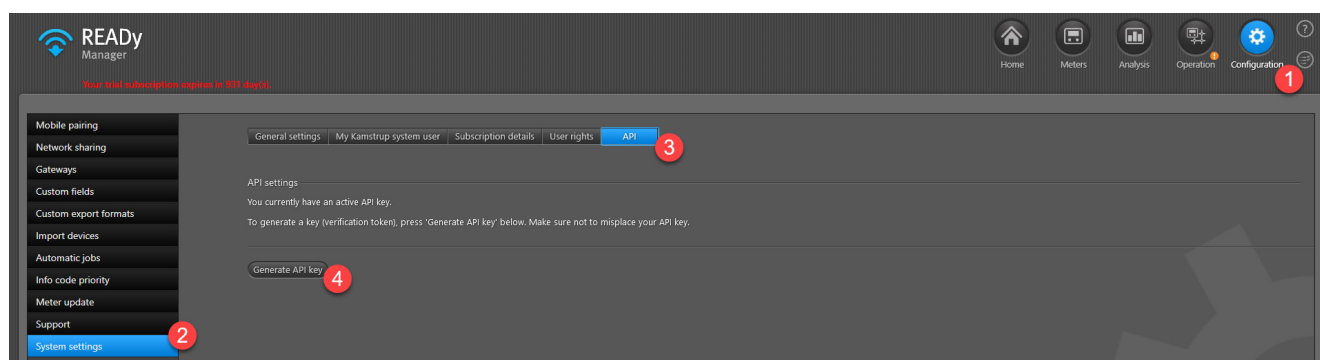 READy
Manager
Your trial subscription expires in 931 day(s).
Home
Meters
Analysis
Operation
Configuration
?
1
Mobile pairing
Network sharing
Gateways
Custom fields
Custom export formats
Import devices
Automatic jobs
Info code priority
Meter update
Support
System settings
2
General settings
My Kamstrup system user
Subscription details
User rights
API
3
API settings
You currently have an active API key.
To generate a key (verification token), press 'Generate API key' below. Make sure not to misplace your API key.
Generate API key
4